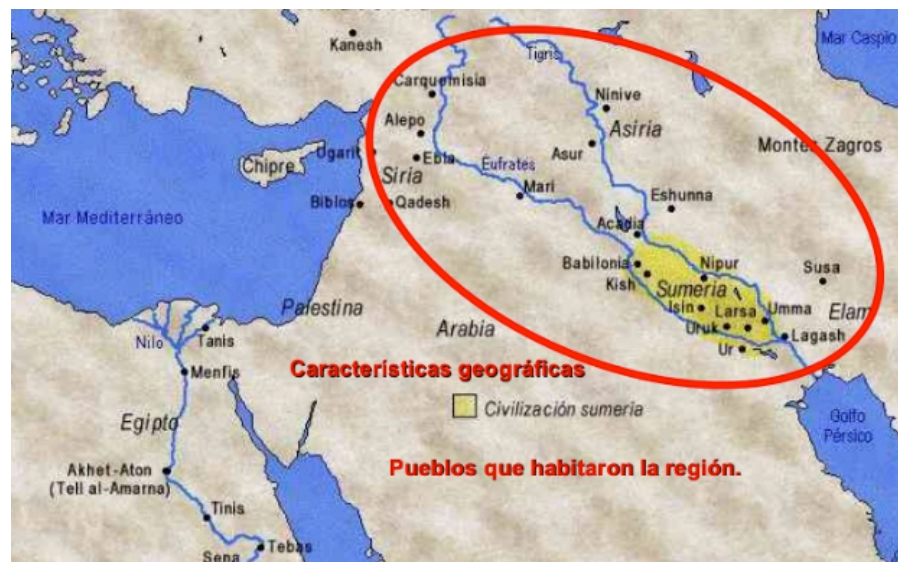 Kanesh
Tigris
Mar Caspio
Carquemisia
Ninive
Alepo
Asiria
Asur
Montes Zagros
Chipre
Ugarit
Ebla
Siria
Éufrates
Mari
Eshunna
Biblos
Qadesh
Mar Mediterráneo
Acadia
Babilonia
Nipur
Susa
Kish
Sumeria
Isin
Larsa
Umma
Elam
Palestina
Arabia
Uruk
Lagash
Nilo
Tanis
Ur
Menfis
Características geográficas
Egipto
Civilización sumeria
Golfo
Pérsico
Akhet-Aton
(Tell al-Amarna)
Pueblos que habitaron la región.
Tinis
Tebas
Sena